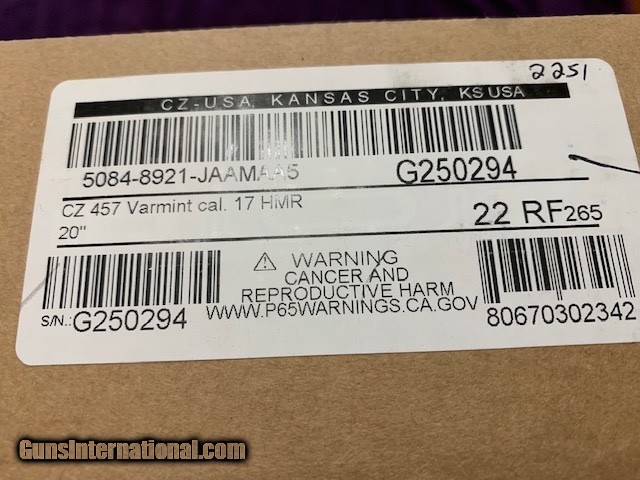 2251
CZ-USA, KANSAS CITY, KS USA
5084-8921-JAAMAA5 G250294
CZ 457 Varmint cal. 17 HMR
20" 22 RF265
⚠ WARNING
CANCER AND
REPRODUCTIVE HARM
WWW.P65WARNINGS.CA.GOV
S/N.: G250294
80670302342
GunsInternational.com